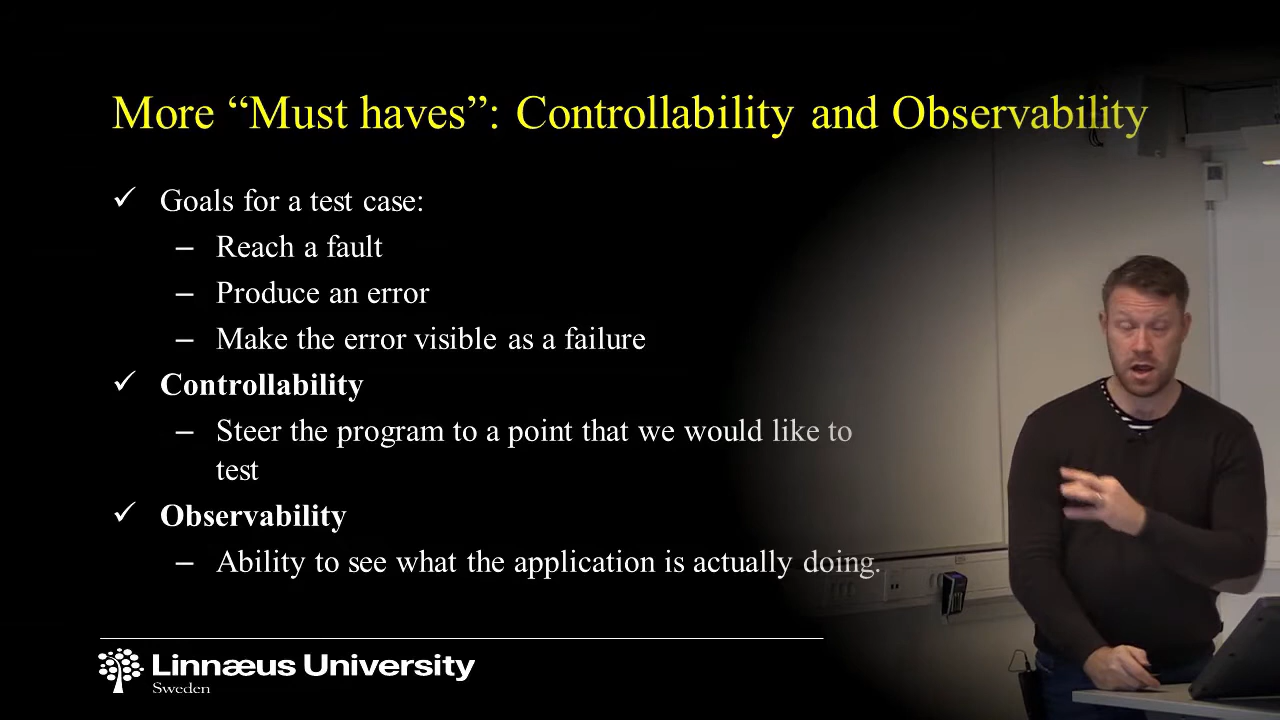 More “Must haves”: Controllability and Observability
✓ Goals for a test case:
– Reach a fault
– Produce an error
– Make the error visible as a failure
✓ Controllability
– Steer the program to a point that we would like to
test
✓ Observability
– Ability to see what the application is actually doing.
Linnæus University
Sweden